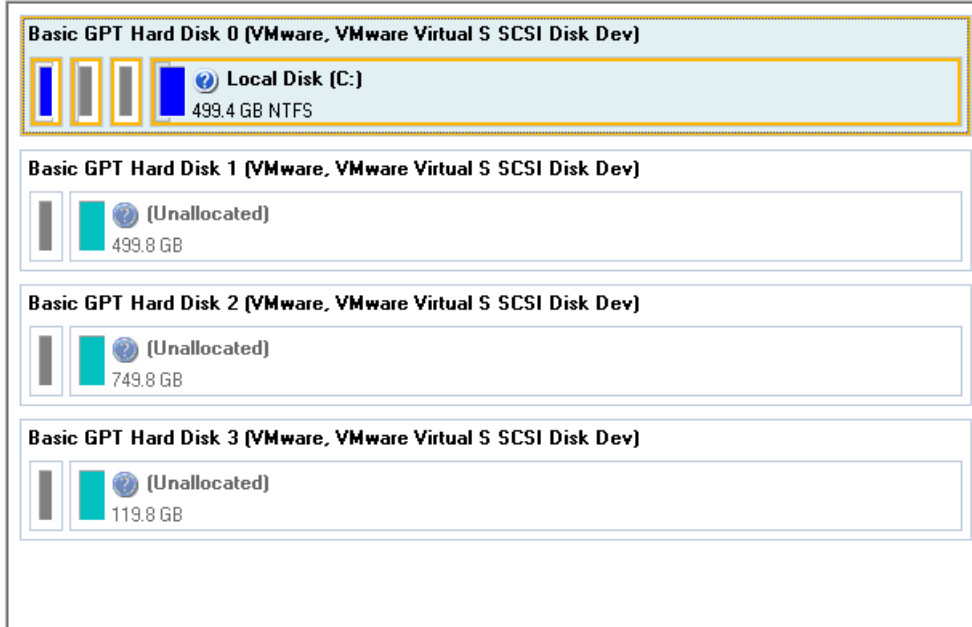 Basic GPT Hard Disk 0 (VMware, VMware Virtual S SCSI Disk Dev)
Local Disk (C:)
499.4 GB NTFS
Basic GPT Hard Disk 1 (VMware, VMware Virtual S SCSI Disk Dev)
(Unallocated)
499.8 GB
Basic GPT Hard Disk 2 (VMware, VMware Virtual S SCSI Disk Dev)
(Unallocated)
749.8 GB
Basic GPT Hard Disk 3 (VMware, VMware Virtual S SCSI Disk Dev)
(Unallocated)
119.8 GB